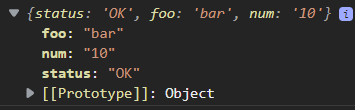 ▼ {status: 'OK', foo: 'bar', num: '10'} i
foo: "bar"
num: "10"
status: "OK"
▶ [[Prototype]]: Object